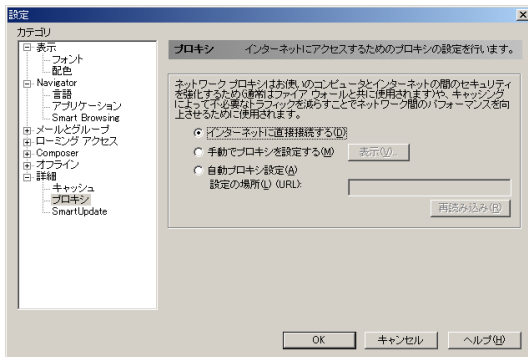 設定
カテゴリ
表示
フォント
配色
Navigator
言語
アプリケーション
Smart Browsing
メールとグループ
ローミング アクセス
Composer
オフライン
詳細
キャッシュ
プロキシ
SmartUpdate
プロキシ インターネットにアクセスするためのプロキシの設定を行います。
ネットワーク プロキシはお使いのコンピュータとインターネットの間のセキュリティ
を強化するため(通常はファイア ウォールと共に使用されます)や、キャッシング
によって不必要なトラフィックを減らすことでネットワーク間のパフォーマンスを向
上させるために使用されます。
インターネットに直接接続する(D)
手動でプロキシを設定する(M) 表示(V)...
自動プロキシ設定(A)
設定の場所(L) (URL):
再読み込み(R)
OK キャンセル ヘルプ(H)